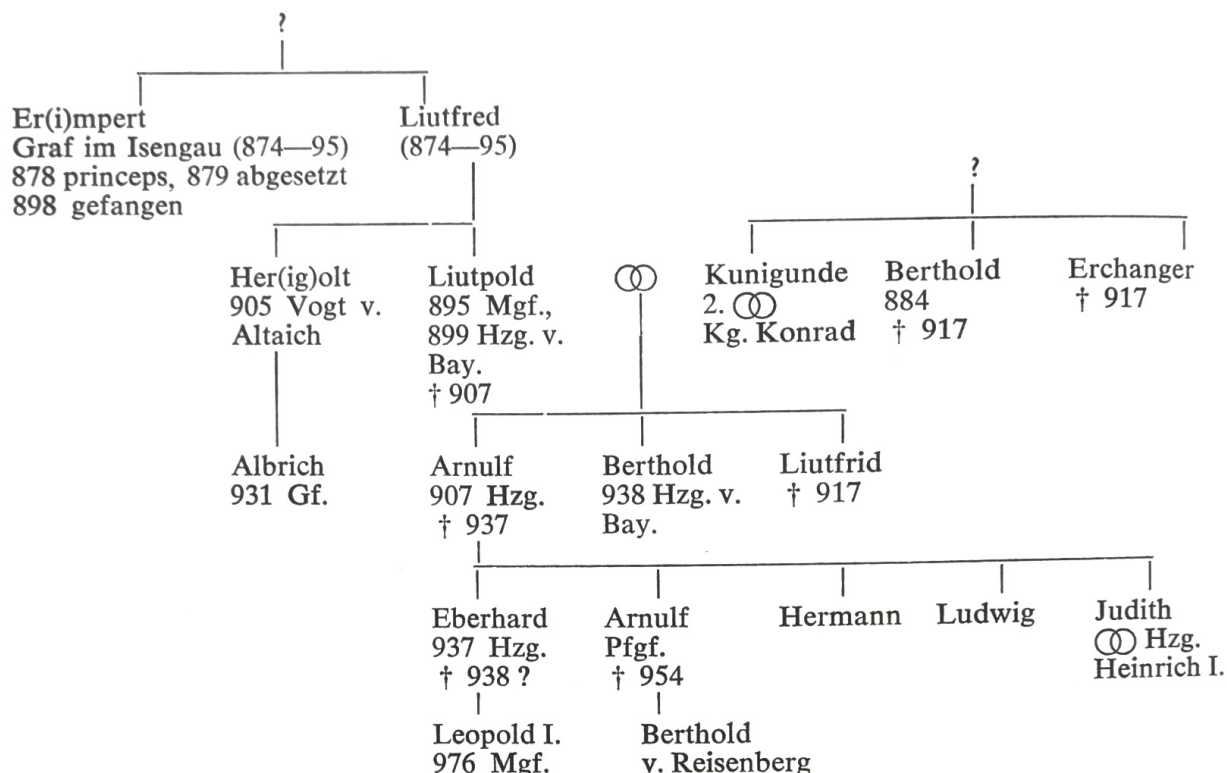 ?
Er(i)mpert
Graf im Isengau (874—95)
878 princeps, 879 abgesetzt
898 gefangen
Liutfred
(874—95)
?
Her(ig)olt
905 Vogt v.
Altaich
Liutpold
895 Mgf.,
899 Hzg. v.
Bay.
† 907
Kunigunde
2. ⚭
Kg. Konrad
Berthold
884
† 917
Erchanger
† 917
Albrich
931 Gf.
Arnulf
907 Hzg.
† 937
Berthold
938 Hzg. v.
Bay.
Liutfrid
† 917
Eberhard
937 Hzg.
† 938 ?
Arnulf
Pfgf.
† 954
Hermann
Ludwig
Judith
⚭ Hzg.
Heinrich I.
Leopold I.
976 Mgf.
Berthold
v. Reisenberg